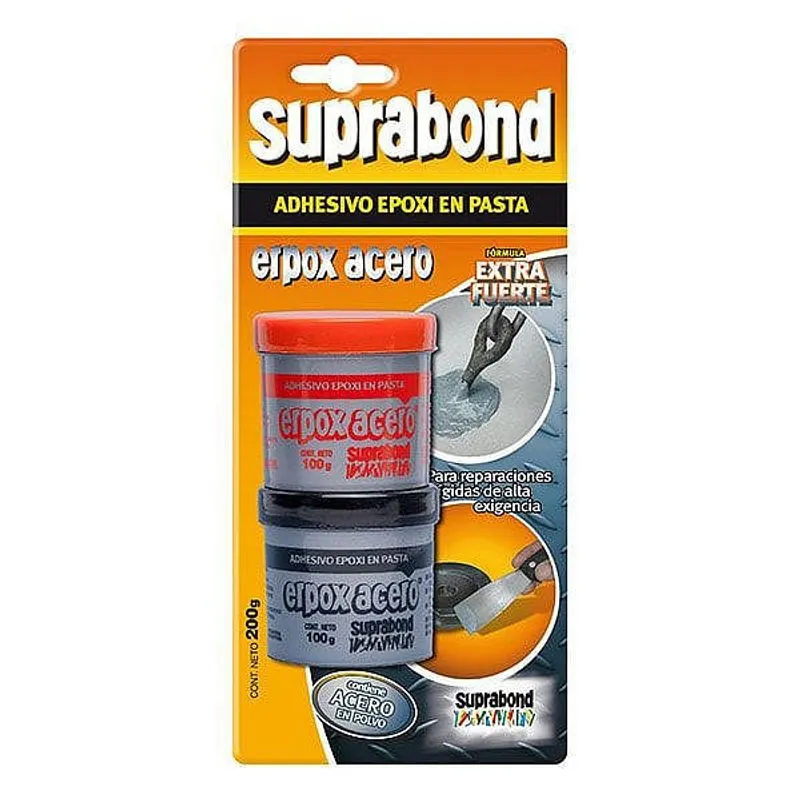 suprabond
ADHESIVO EPOXI EN PASTA
erpox acero
FÓRMULA
EXTRA
FUERTE
ADHESIVO EPOXI EN PASTA
erpox acero
CONT. NETO
100g
suprabond
Para reparaciones
gidas de alta
exigencia
ADHESIVO EPOXI EN PASTA
erpox acero
CONT. NETO
100g
suprabond
CONT. NETO 200g
contiene
ACERO
EN POLVO
Suprabond